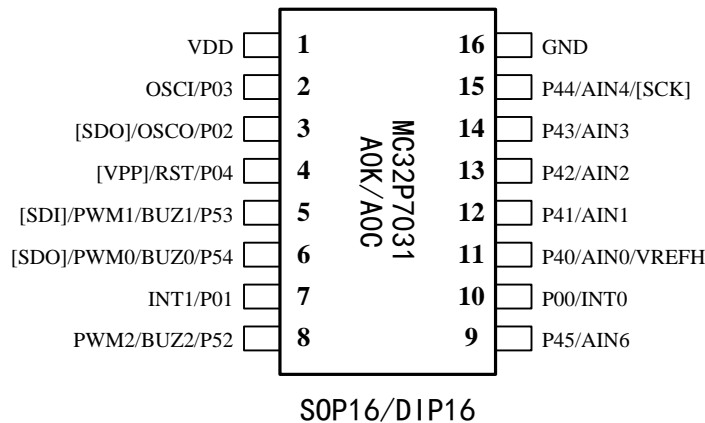 VDD 1 16 GND
OSCI/P03 2 15 P44/AIN4/[SCK]
[SDO]/OSCO/P02 3 14 P43/AIN3
[VPP]/RST/P04 4 13 P42/AIN2
[SDI]/PWM1/BUZ1/P53 5 12 P41/AIN1
[SDO]/PWM0/BUZ0/P54 6 11 P40/AIN0/VREFH
INT1/P01 7 10 P00/INT0
PWM2/BUZ2/P52 8 9 P45/AIN6
MC32P7031
A0K/A0C
SOP16/DIP16